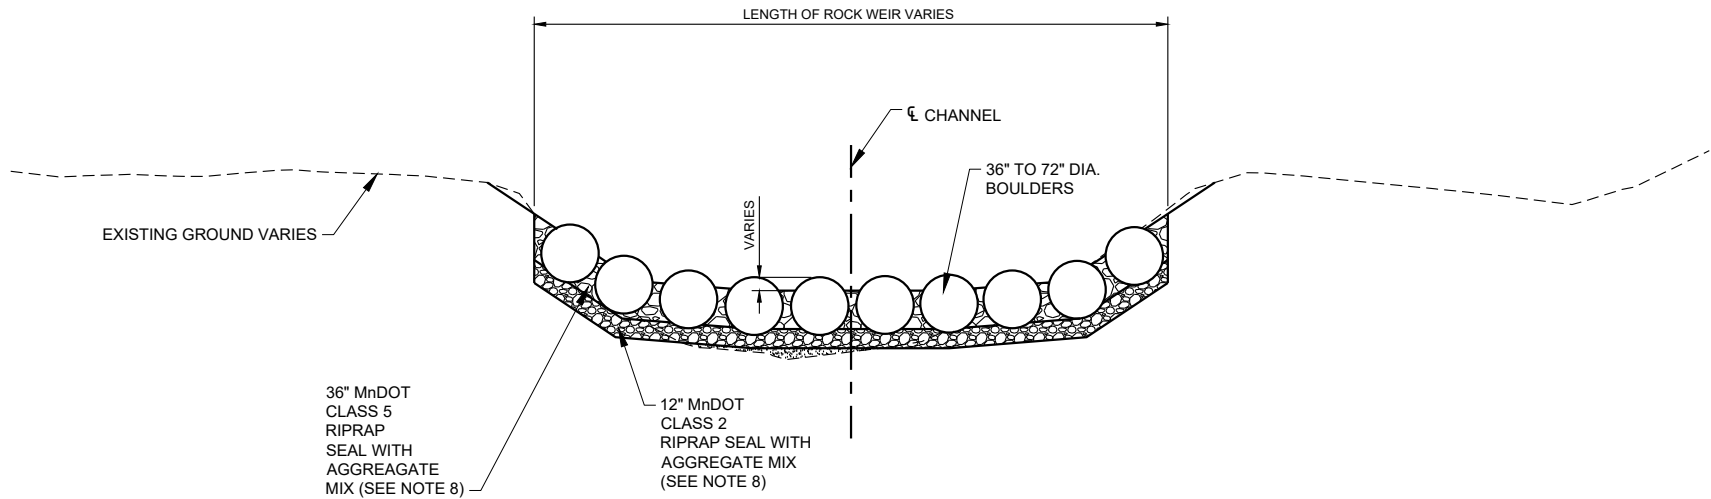 LENGTH OF ROCK WEIR VARIES
℄ CHANNEL
36" TO 72" DIA.
BOULDERS
VARIES
EXISTING GROUND VARIES
36" MnDOT
CLASS 5
RIPRAP
SEAL WITH
AGGREAGATE
MIX (SEE NOTE 8)
12" MnDOT
CLASS 2
RIPRAP SEAL WITH
AGGREGATE MIX
(SEE NOTE 8)